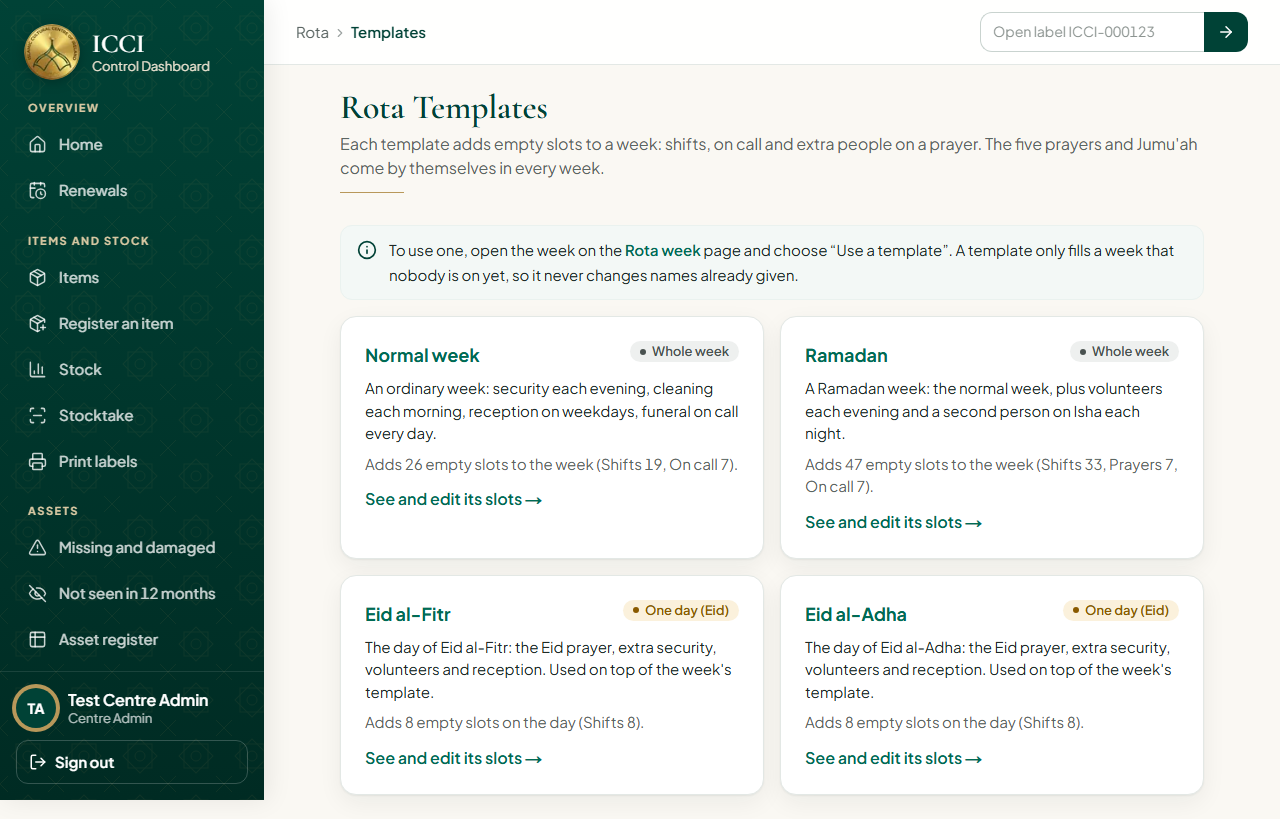 ICCI
Control Dashboard
OVERVIEW
Home
Renewals
ITEMS AND STOCK
Items
Register an item
Stock
Stocktake
Print labels
ASSETS
Missing and damaged
Not seen in 12 months
Asset register
TA
Test Centre Admin
Centre Admin
Sign out
Rota › Templates
Open label ICCI-000123
Rota Templates
Each template adds empty slots to a week: shifts, on call and extra people on a prayer. The five prayers and Jumu'ah
come by themselves in every week.
To use one, open the week on the Rota week page and choose “Use a template”. A template only fills a week that
nobody is on yet, so it never changes names already given.
Normal week
Whole week
An ordinary week: security each evening, cleaning
each morning, reception on weekdays, funeral on call
every day.
Adds 26 empty slots to the week (Shifts 19, On call 7).
See and edit its slots →
Ramadan
Whole week
A Ramadan week: the normal week, plus volunteers
each evening and a second person on Isha each
night.
Adds 47 empty slots to the week (Shifts 33, Prayers 7,
On call 7).
See and edit its slots →
Eid al-Fitr
One day (Eid)
The day of Eid al-Fitr: the Eid prayer, extra security,
volunteers and reception. Used on top of the week's
template.
Adds 8 empty slots on the day (Shifts 8).
See and edit its slots →
Eid al-Adha
One day (Eid)
The day of Eid al-Adha: the Eid prayer, extra security,
volunteers and reception. Used on top of the week's
template.
Adds 8 empty slots on the day (Shifts 8).
See and edit its slots →